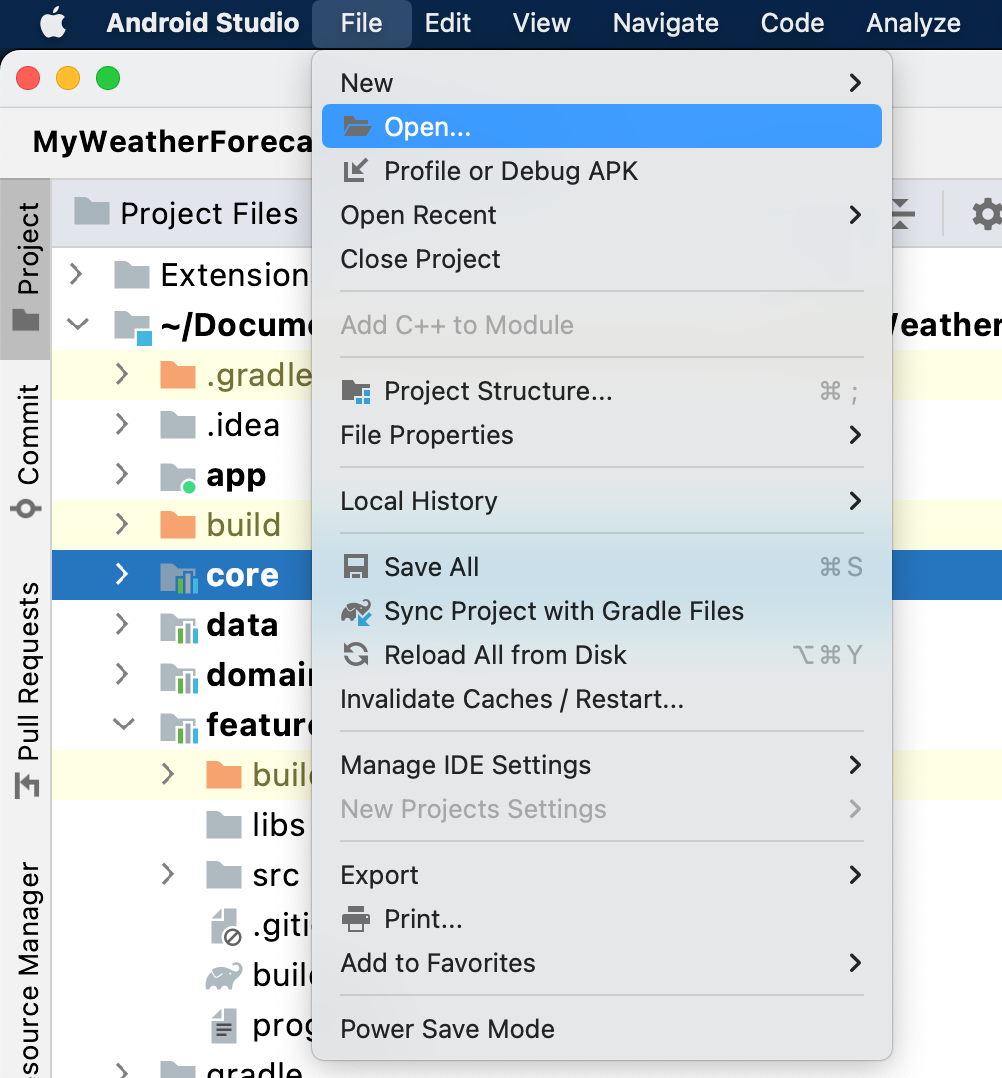 Android Studio File Edit View Navigate Code Analyze
MyWeatherForeca
Project Files
Project
Commit
Pull Requests
source Manager
Extension
~/Docume
Weather
.gradle
.idea
app
build
core
data
domain
feature
build
libs
src
.giti
build
prog
gradle
New
Open...
Profile or Debug APK
Open Recent
Close Project
Add C++ to Module
Project Structure... ⌘ ;
File Properties
Local History
Save All ⌘ S
Sync Project with Gradle Files
Reload All from Disk ⌥ ⌘ Y
Invalidate Caches / Restart...
Manage IDE Settings
New Projects Settings
Export
Print...
Add to Favorites
Power Save Mode